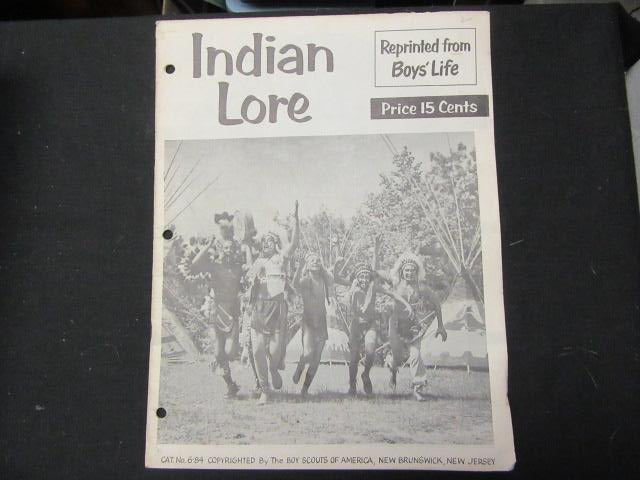 Indian
Lore
Reprinted from
Boys' Life
Price 15 Cents
CAT. No. 6-84 COPYRIGHTED By The BOY SCOUTS OF AMERICA, NEW BRUNSWICK, NEW JERSEY